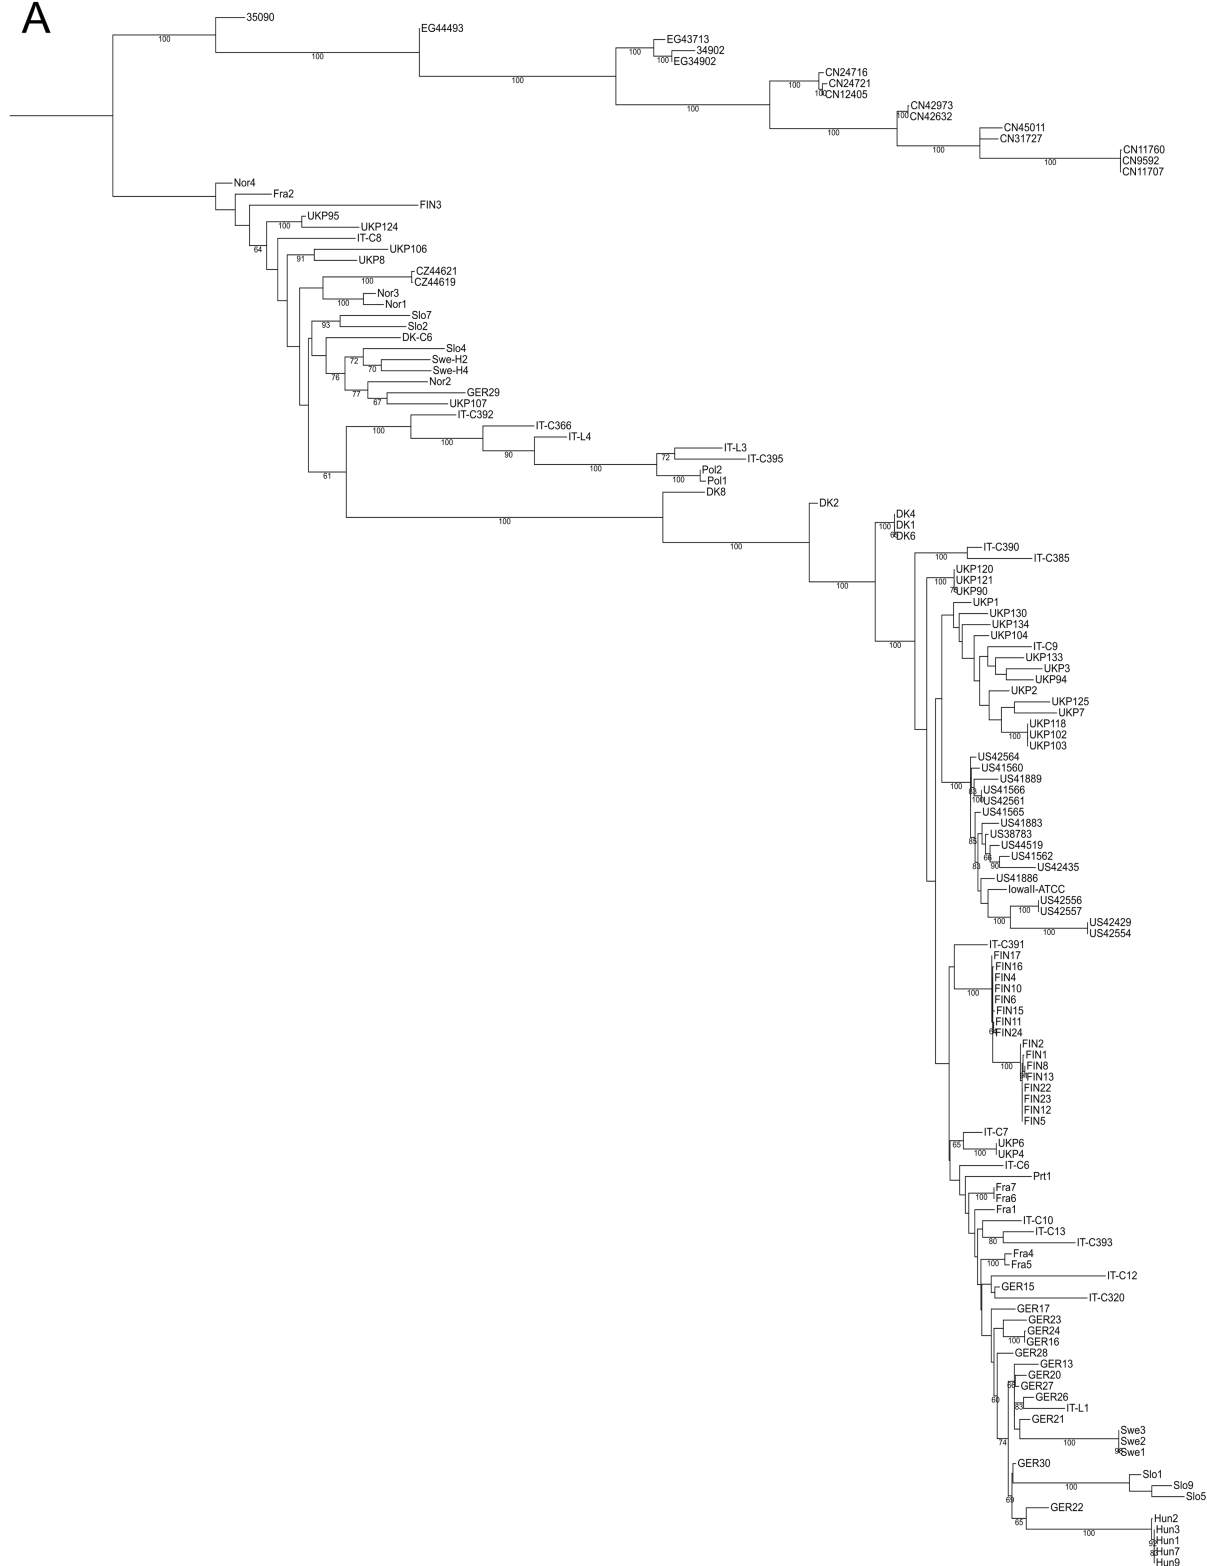 A
35090
100
EG44493
100
EG43713
100
34902
100
EG34902
100
CN24716
100
CN24721
CN12405
100
CN42973
100
CN42632
100
CN45011
CN31727
100
CN11760
100
CN9592
CN11707
Nor4
Fra2
FIN3
UKP95
100
UKP124
IT-C8
64
UKP106
91
UKP8
CZ44621
100
CZ44619
Nor3
100
Nor1
Slo7
93
Slo2
DK-C6
Slo4
72
Swe-H2
70
Swe-H4
76
Nor2
77
GER29
67
UKP107
IT-C392
100
IT-C366
100
IT-L4
90
IT-L3
72
IT-C395
100
Pol2
61
100
Pol1
DK8
DK2
100
DK4
100
DK1
DK6
100
IT-C390
100
IT-C385
UKP120
100
UKP121
100
UKP90
UKP1
UKP130
UKP134
UKP104
100
IT-C9
UKP133
UKP3
UKP94
UKP2
UKP125
UKP7
UKP118
100
UKP102
UKP103
US42564
US41560
US41889
100
US41566
US42561
US41565
US41883
US38783
85
US44519
66
US41562
83
90
US42435
US41886
IowaII-ATCC
US42556
100
US42557
100
US42429
100
US42554
IT-C391
FIN17
FIN16
FIN4
100
FIN10
FIN6
FIN15
FIN11
FIN24
FIN2
FIN1
100
FIN8
FIN13
FIN22
FIN23
FIN12
FIN5
IT-C7
65
UKP6
100
UKP4
IT-C6
Prt1
Fra7
100
Fra6
Fra1
IT-C10
IT-C13
80
IT-C393
Fra4
100
Fra5
IT-C12
GER15
IT-C320
GER17
GER23
GER24
100
GER16
GER28
GER13
GER20
GER27
60
GER26
83
IT-L1
GER21
Swe3
74
100
Swe2
Swe1
GER30
Slo1
100
Slo9
69
Slo5
GER22
65
Hun2
100
Hun3
Hun1
Hun7
Hun9